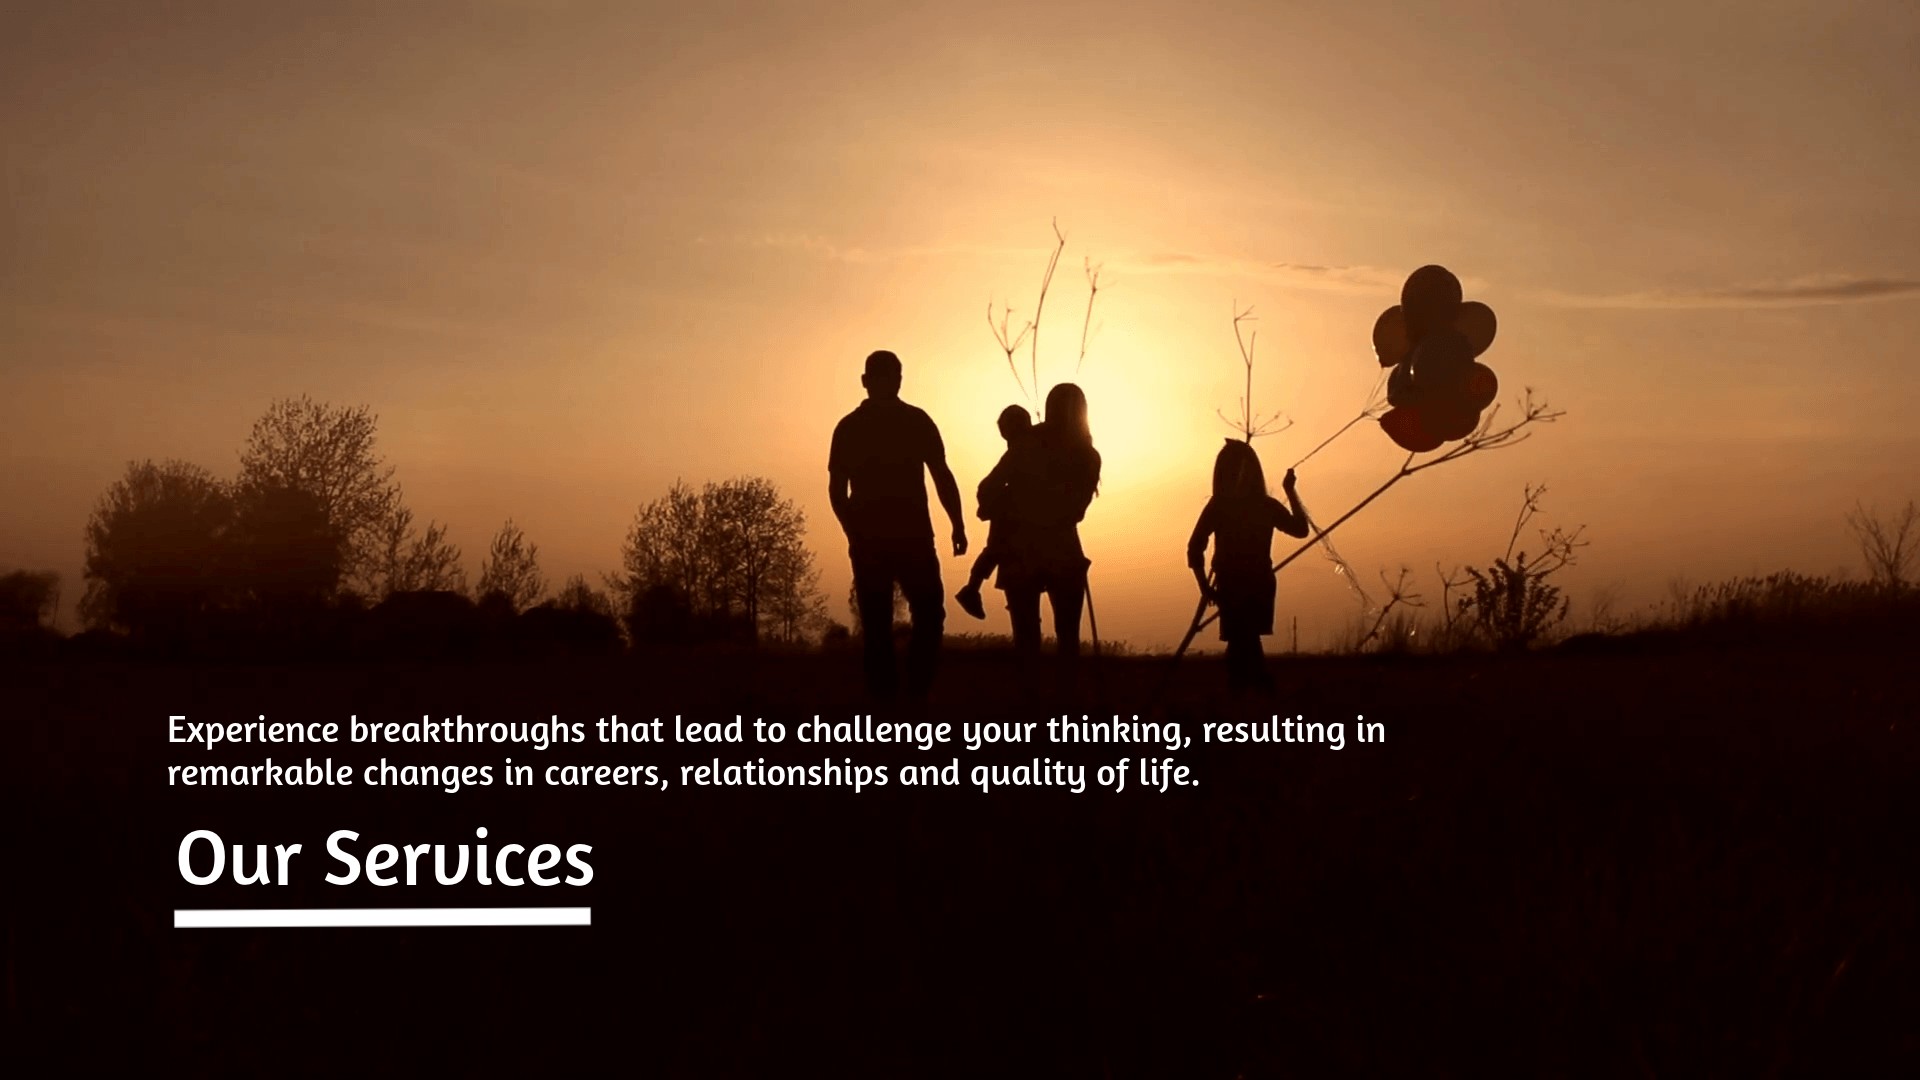 Experience breakthroughs that lead to challenge your thinking, resulting in
remarkable changes in careers, relationships and quality of life.
Our Services